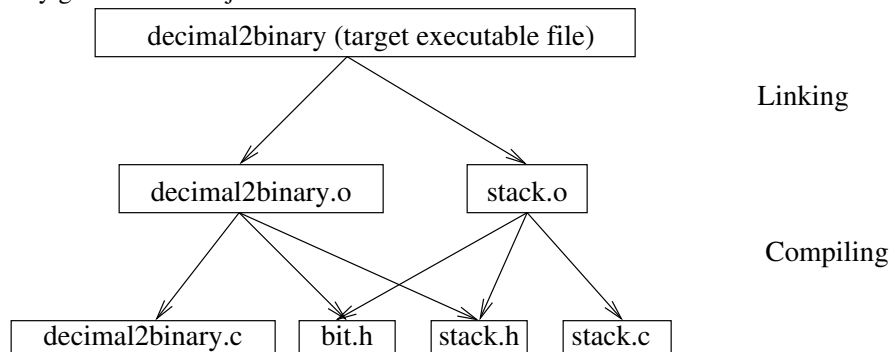 decimal2binary (target executable file)
Linking
decimal2binary.o
stack.o
Compiling
decimal2binary.c
bit.h
stack.h
stack.c